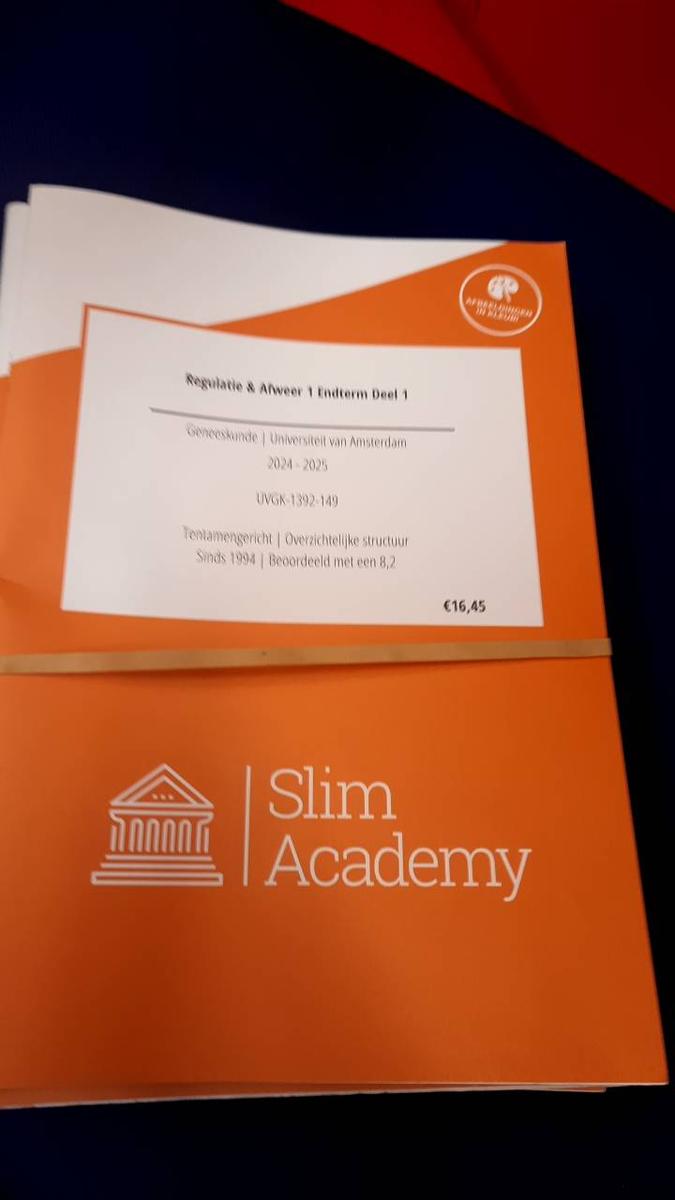 AFBEELDINGEN
IN KLEUR!
Regulatie & Afweer 1 Endterm Deel 1
Geneeskunde | Universiteit van Amsterdam
2024 - 2025
UVGK-1392-149
Tentamengericht | Overzichtelijke structuur
Sinds 1994 | Beoordeeld met een 8,2
€16,45
Slim
Academy